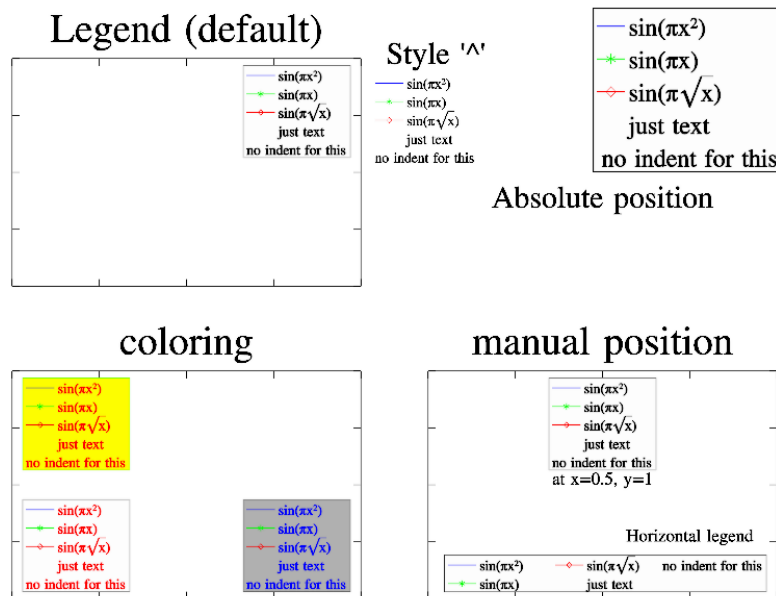 Legend (default)
sin(πx²)
sin(πx)
sin(π√x)
just text
no indent for this
Style '^'
sin(πx²)
sin(πx)
sin(π√x)
just text
no indent for this
sin(πx²)
sin(πx)
sin(π√x)
just text
no indent for this
Absolute position
coloring
sin(πx²)
sin(πx)
sin(π√x)
just text
no indent for this
sin(πx²)
sin(πx)
sin(π√x)
just text
no indent for this
sin(πx²)
sin(πx)
sin(π√x)
just text
no indent for this
manual position
sin(πx²)
sin(πx)
sin(π√x)
just text
no indent for this
at x=0.5, y=1
Horizontal legend
sin(πx²) sin(π√x) no indent for this
sin(πx) just text